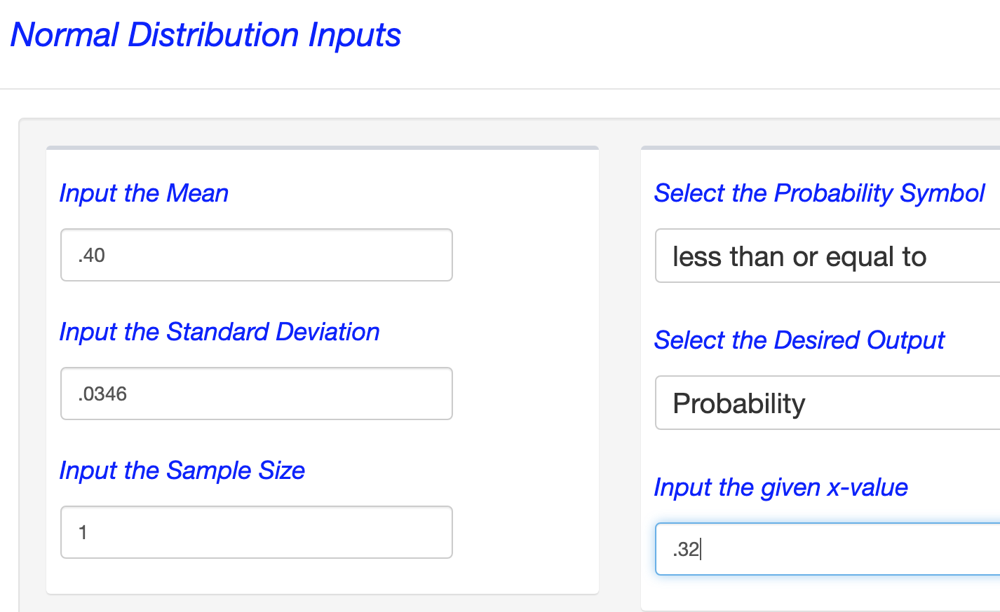 Normal Distribution Inputs
Input the Mean
.40
Input the Standard Deviation
.0346
Input the Sample Size
1
Select the Probability Symbol
less than or equal to
Select the Desired Output
Probability
Input the given x-value
.32